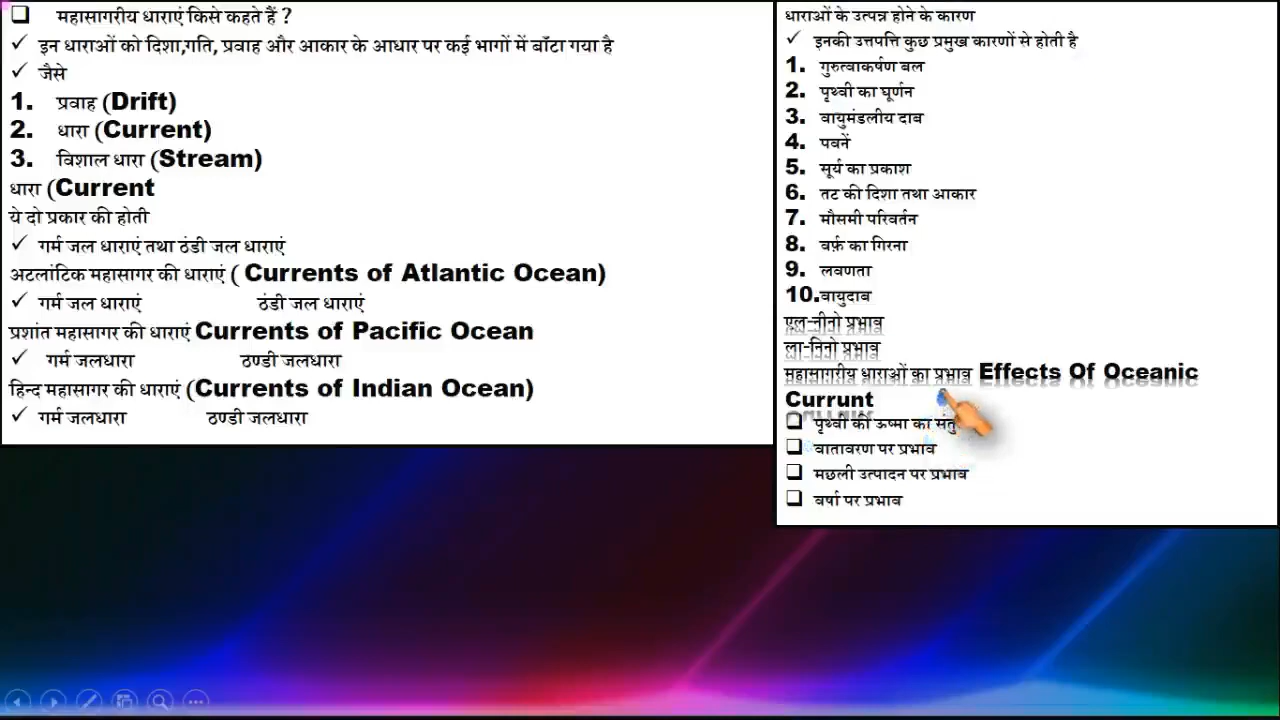 महासागरीय धाराएं किसे कहते हैं ?
इन धाराओं को दिशा,गति, प्रवाह और आकार के आधार पर कई भागों में बाँटा गया है
जैसे
1. प्रवाह (Drift)
2. धारा (Current)
3. विशाल धारा (Stream)
धारा (Current
ये दो प्रकार की होती
गर्म जल धाराएं तथा ठंडी जल धाराएं
अटलांटिक महासागर की धाराएं ( Currents of Atlantic Ocean)
गर्म जल धाराएं ठंडी जल धाराएं
प्रशांत महासागर की धाराएं Currents of Pacific Ocean
गर्म जलधारा ठण्डी जलधारा
हिन्द महासागर की धाराएं (Currents of Indian Ocean)
गर्म जलधारा ठण्डी जलधारा
धाराओं के उत्पन्न होने के कारण
इनकी उत्तपत्ति कुछ प्रमुख कारणों से होती है
1. गुरुत्वाकर्षण बल
2. पृथ्वी का घूर्णन
3. वायुमंडलीय दाब
4. पवनें
5. सूर्य का प्रकाश
6. तट की दिशा तथा आकार
7. मौसमी परिवर्तन
8. बर्फ़ का गिरना
9. लवणता
10. वायुदाब
एल-नीनो प्रभाव
ला-निनो प्रभाव
महासागरीय धाराओं का प्रभाव Effects Of Oceanic
Currunt
पृथ्वी की ऊष्मा का
वातावरण पर प्रभाव
मछली उत्पादन पर प्रभाव
वर्षा पर प्रभाव